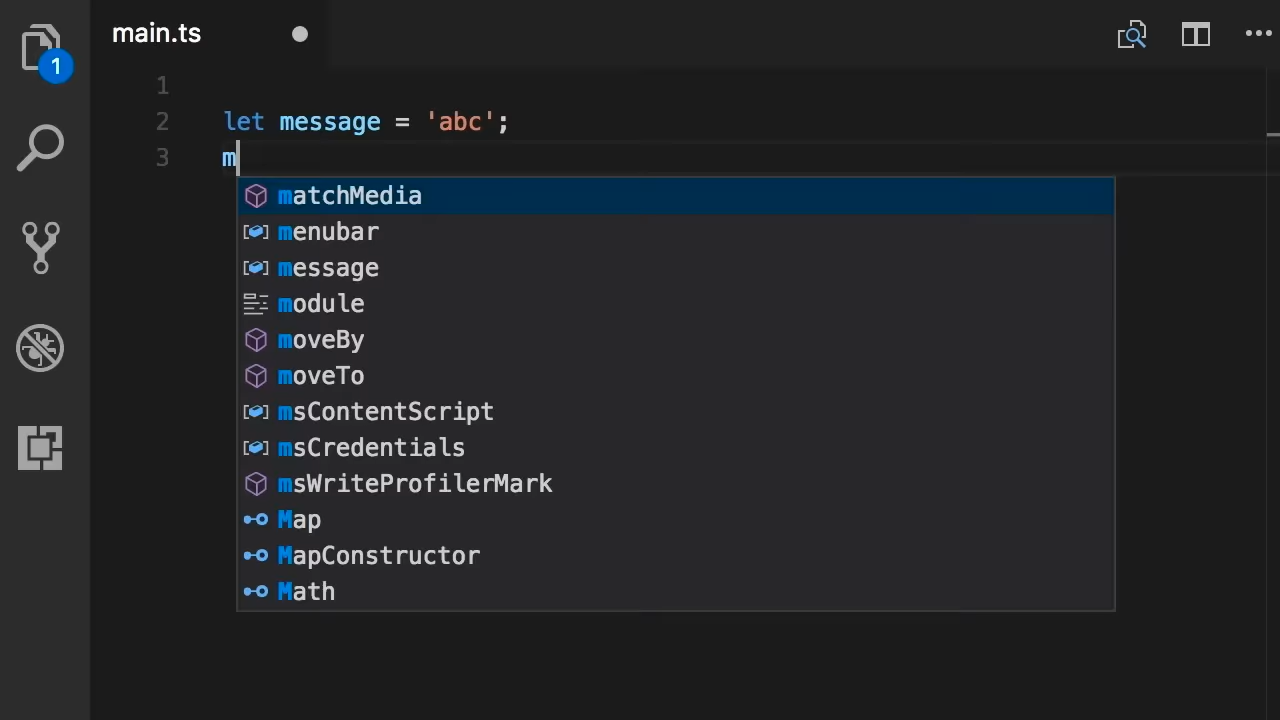 main.ts
1
1
2 let message = 'abc';
3 m
matchMedia
menubar
message
module
moveBy
moveTo
msContentScript
msCredentials
msWriteProfilerMark
Map
MapConstructor
Math